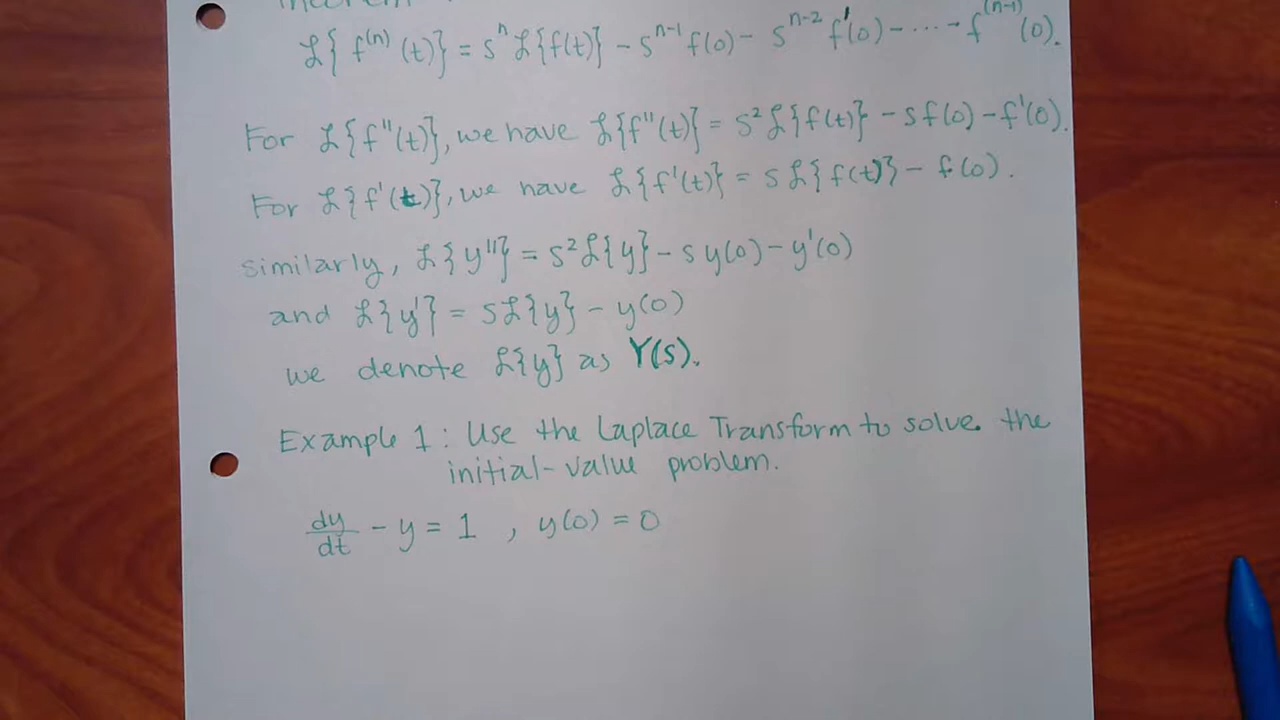 Theorem
ℒ{f⁽ⁿ⁾(t)} = sⁿℒ{f(t)} - sⁿ⁻¹f(0) - sⁿ⁻²f'(0) - .... - f⁽ⁿ⁻¹⁾(0).
For ℒ{f''(t)}, we have ℒ{f''(t)} = s²ℒ{f(t)} - sf(0) - f'(0).
For ℒ{f'(t)}, we have ℒ{f'(t)} = sℒ{f(t)} - f(0).
similarly, ℒ{y''} = s²ℒ{y} - sy(0) - y'(0)
and ℒ{y'} = sℒ{y} - y(0)
we denote ℒ{y} as Y(s).
Example 1: Use the Laplace Transform to solve the
initial-value problem.
dy/dt - y = 1 , y(0) = 0